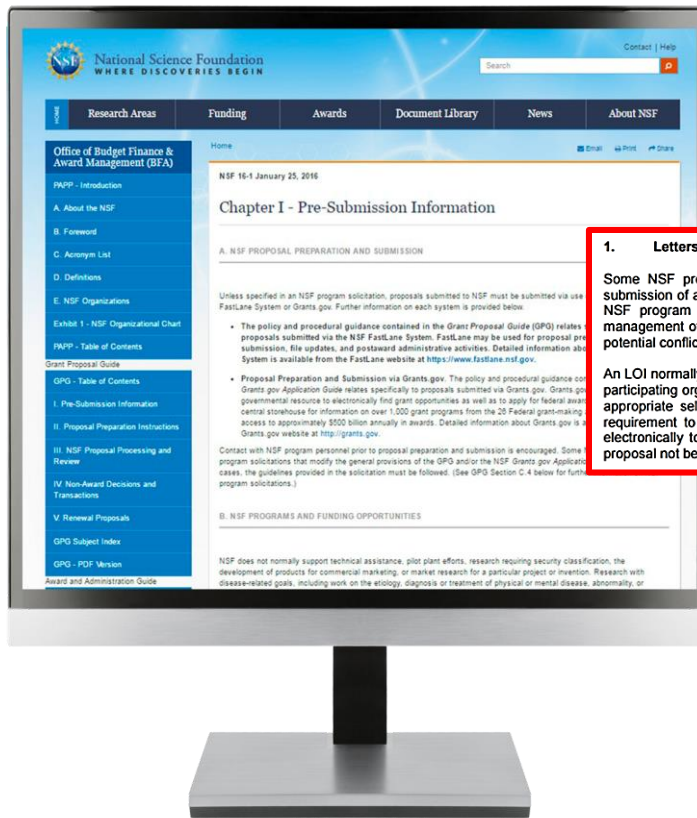 Contact | Help
NSF
National Science Foundation
WHERE DISCOVERIES BEGIN
Search
HOME
Research Areas
Funding
Awards
Document Library
News
About NSF
Office of Budget Finance &
Award Management (BFA)
PAPP - Introduction
A. About the NSF
B. Foreword
C. Acronym List
D. Definitions
E. NSF Organizations
Exhibit 1 - NSF Organizational Chart
PAPP - Table of Contents
Grant Proposal Guide
GPG - Table of Contents
I. Pre-Submission Information
II. Proposal Preparation Instructions
III. NSF Proposal Processing and
Review
IV. Non-Award Decisions and
Transactions
V. Renewal Proposals
GPG Subject Index
GPG - PDF Version
Award and Administration Guide
Home
Email
Print
Share
NSF 16-1 January 25, 2016
Chapter I - Pre-Submission Information
A. NSF PROPOSAL PREPARATION AND SUBMISSION
Unless specified in an NSF program solicitation, proposals submitted to NSF must be submitted via use
FastLane System or Grants.gov. Further information on each system is provided below.
• The policy and procedural guidance contained in the Grant Proposal Guide (GPG) relates
proposals submitted via the NSF FastLane System. FastLane may be used for proposal pre
submission, file updates, and postaward administrative activities. Detailed information abo
System is available from the FastLane website at https://www.fastlane.nsf.gov.
• Proposal Preparation and Submission via Grants.gov. The policy and procedural guidance con
Grants.gov Application Guide relates specifically to proposals submitted via Grants.gov. Grants.gov
governmental resource to electronically find grant opportunities as well as to apply for federal awar
central storehouse for information on over 1,000 grant programs from the 26 Federal grant-making
access to approximately $500 billion annually in awards. Detailed information about Grants.gov is a
Grants.gov website at http://grants.gov.
Contact with NSF program personnel prior to proposal preparation and submission is encouraged. Some
program solicitations that modify the general provisions of the GPG and/or the NSF Grants.gov Applicatio
cases, the guidelines provided in the solicitation must be followed. (See GPG Section C.4 below for furthe
program solicitations.)
B. NSF PROGRAMS AND FUNDING OPPORTUNITIES
NSF does not normally support technical assistance, pilot plant efforts, research requiring security classification, the
development of products for commercial marketing, or market research for a particular project or invention. Research with
disease-related goals, including work on the etiology, diagnosis or treatment of physical or mental disease, abnormality, or
1. Letters
Some NSF pro
submission of a
NSF program
management of
potential conflic
An LOI normall
participating org
appropriate sel
requirement to
electronically to
proposal not be